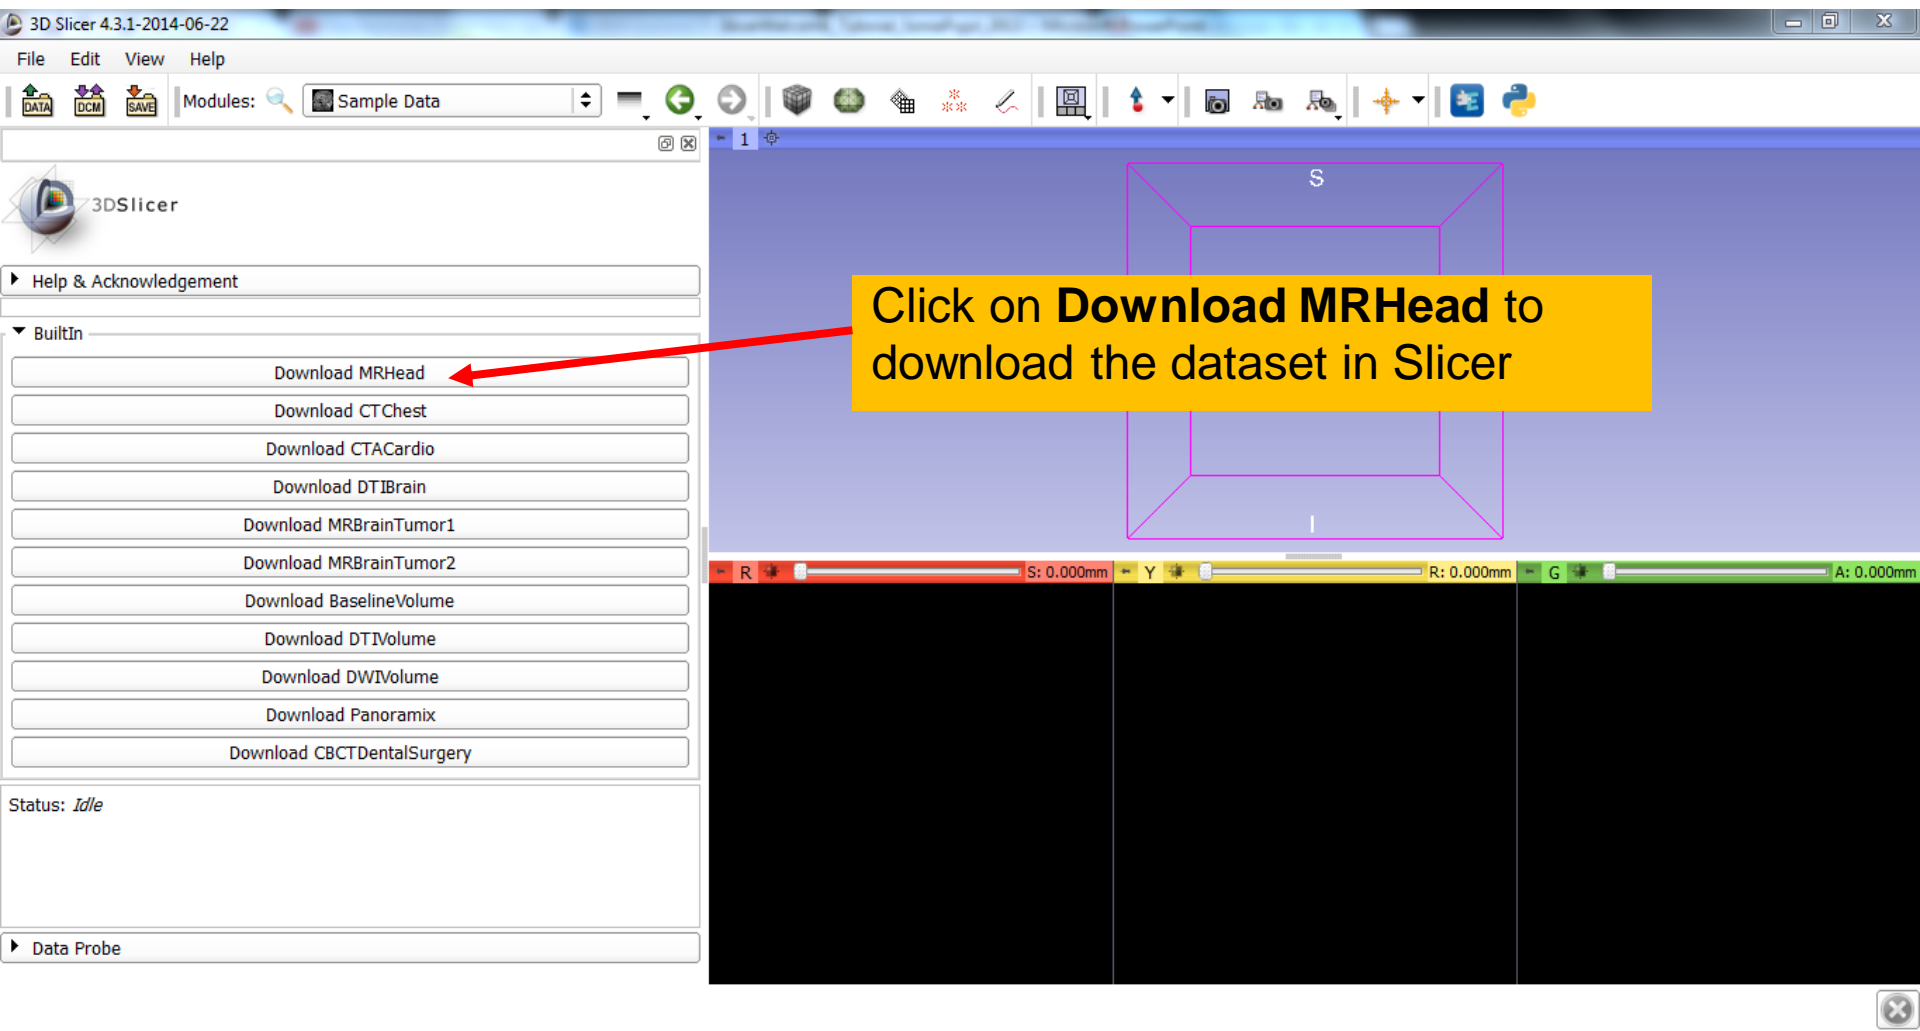 3D Slicer 4.3.1-2014-06-22
File Edit View Help
DATA DCM SAVE Modules: Sample Data
1
3DSlicer
Help & Acknowledgement
BuiltIn
Download MRHead
Download CTChest
Download CTACardio
Download DTIBrain
Download MRBrainTumor1
Download MRBrainTumor2
Download BaselineVolume
Download DTIVolume
Download DWIVolume
Download Panoramix
Download CBCTDentalSurgery
Status: Idle
Data Probe
S
Click on Download MRHead to
download the dataset in Slicer
I
R S: 0.000mm Y R: 0.000mm G A: 0.000mm